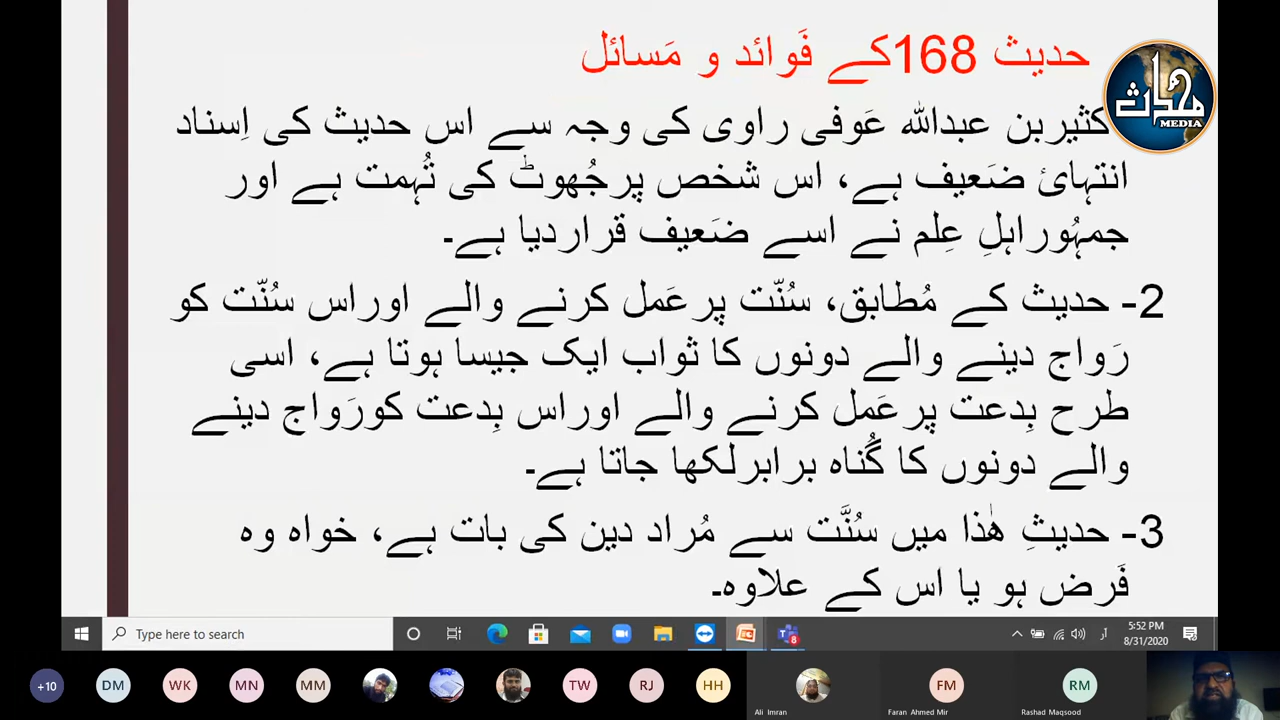 حدیث 168کے فَوائد و مَسائل
کثیربن عبداللہ عَوفی راوی کی وجہ سے اس حدیث کی اِسناد
انتہائ ضَعیف ہے، اس شخص پرجُھوٹ کی تُہمت ہے اور
جمہُوراہلِ عِلم نے اسے ضَعیف قراردیا ہے۔
2- حدیث کے مُطابق، سُنّت پرعَمل کرنے والے اوراس سُنّت کو
رَواج دینے والے دونوں کا ثواب ایک جیسا ہوتا ہے، اسی
طرح بِدعت پرعَمل کرنے والے اوراس بِدعت کورَواج دینے
والے دونوں کا گُناہ برابرلکھا جاتا ہے۔
3- حدیثِ ھٰذا میں سُنَّت سے مُراد دین کی بات ہے، خواہ وہ
فَرض ہو یا اس کے علاوہ۔
محدث
MEDIA
Type here to search
8
5:52 PM
8/31/2020
+10 DM WK MN MM TW RJ HH FM RM
Ali Imran Faran Ahmed Mir Rashad Maqsood